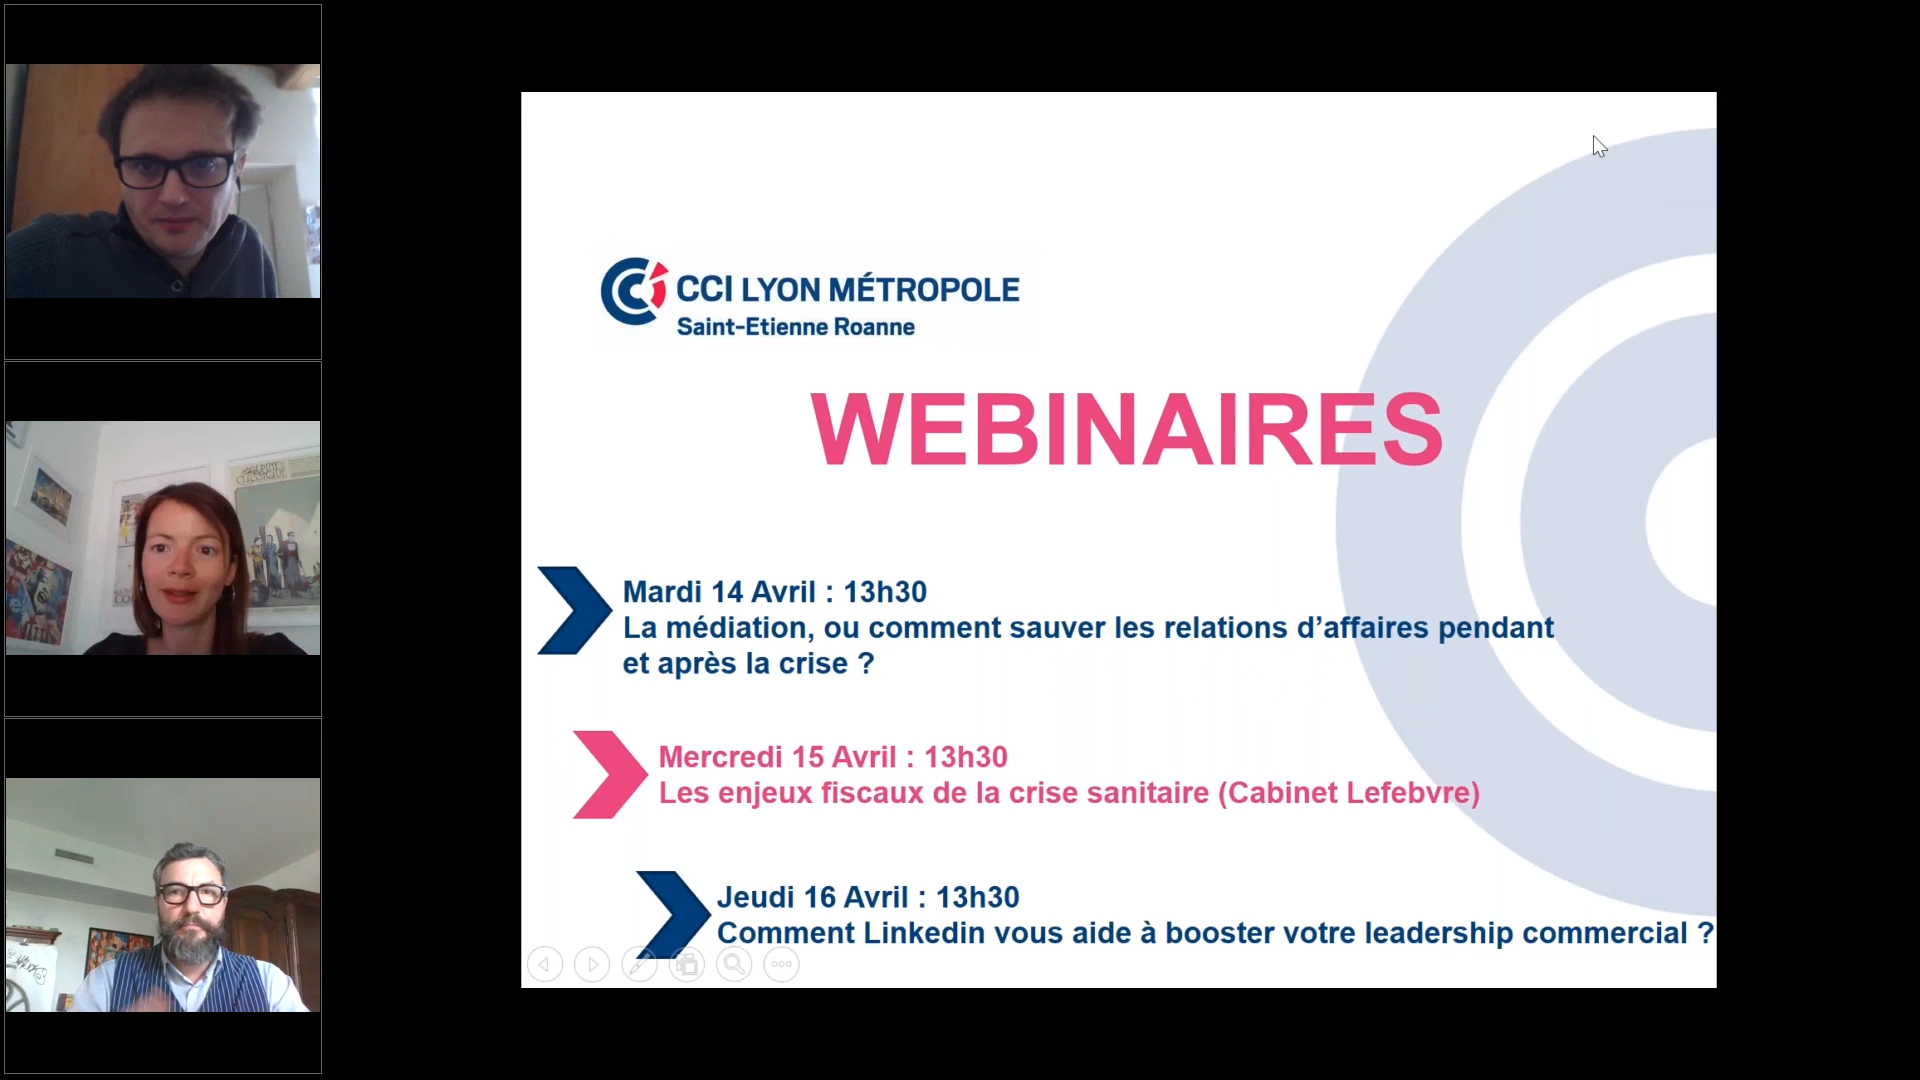 CCI LYON MÉTROPOLE
Saint-Etienne Roanne
WEBINAIRES
Mardi 14 Avril : 13h30
La médiation, ou comment sauver les relations d’affaires pendant
et après la crise ?
Mercredi 15 Avril : 13h30
Les enjeux fiscaux de la crise sanitaire (Cabinet Lefebvre)
Jeudi 16 Avril : 13h30
Comment Linkedin vous aide à booster votre leadership commercial ?